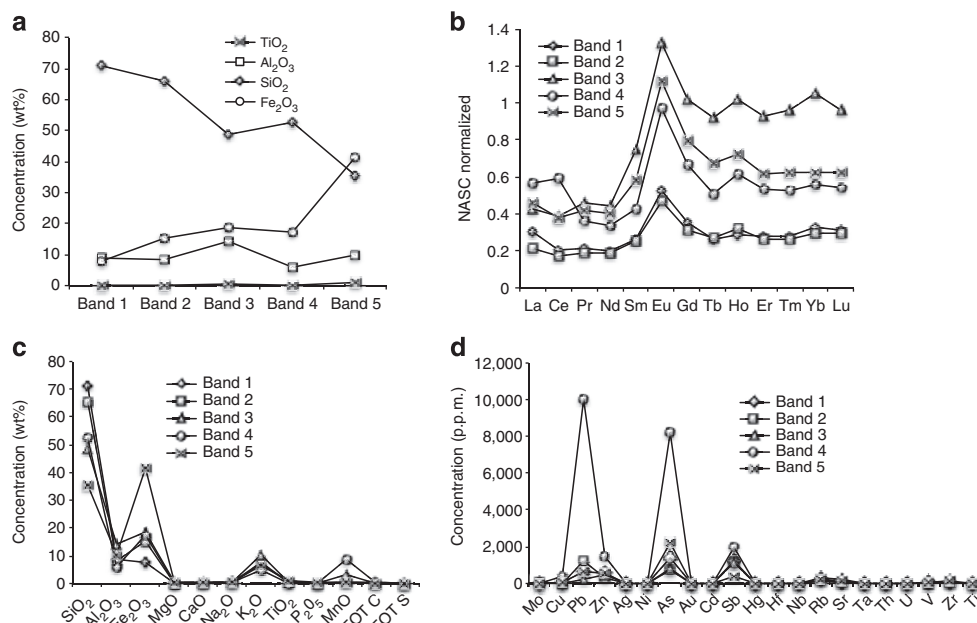 a
80
70
60
50
40
30
20
10
0
Concentration (wt%)
TiO₂
Al₂O₃
SiO₂
Fe₂O₃
Band 1 Band 2 Band 3 Band 4 Band 5
b
1.4
1.2
1
0.8
0.6
0.4
0.2
0
NASC normalized
Band 1
Band 2
Band 3
Band 4
Band 5
La Ce Pr Nd Sm Eu Gd Tb Ho Er Tm Yb Lu
c
80
70
60
50
40
30
20
10
0
Concentration (wt%)
Band 1
Band 2
Band 3
Band 4
Band 5
SiO₂ Al₂O₃ Fe₂O₃ MgO CaO Na₂O K₂O TiO₂ P₂O₅ MnO TOT C TOT S
d
12,000
10,000
8,000
6,000
4,000
2,000
0
Concentration (p.p.m.)
Band 1
Band 2
Band 3
Band 4
Band 5
Mo Cu Pb Zn Ag Ni As Au Cd Sb Hg Hf Nb Rb Sr Ta Th U V Zr